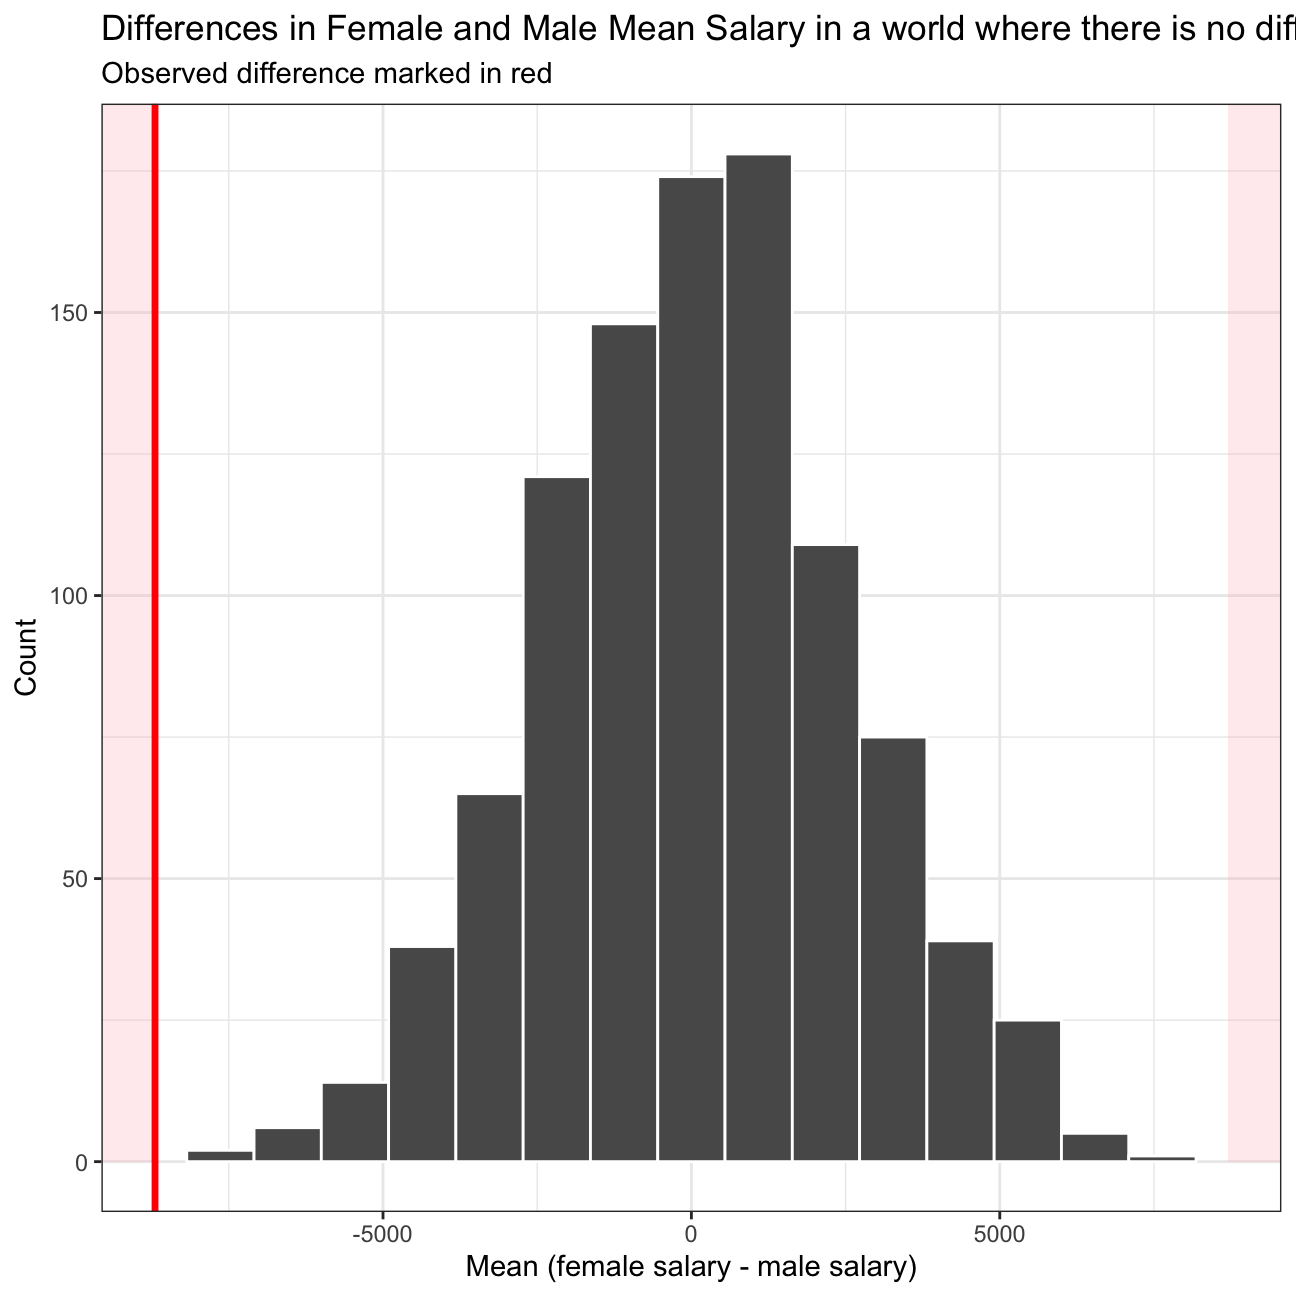 Differences in Female and Male Mean Salary in a world where there is no
Observed difference marked in red
150
100
50
0
Count
-5000
0
5000
Mean (female salary - male salary)